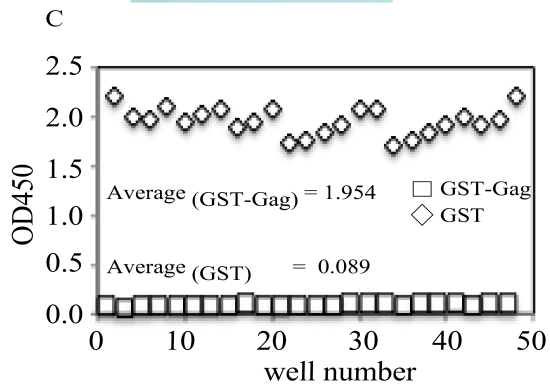 C
2.5
2.0
1.5
1.0
0.5
0.0
OD450
Average (GST-Gag) = 1.954
GST-Gag
GST
Average (GST) = 0.089
0 10 20 30 40 50
well number